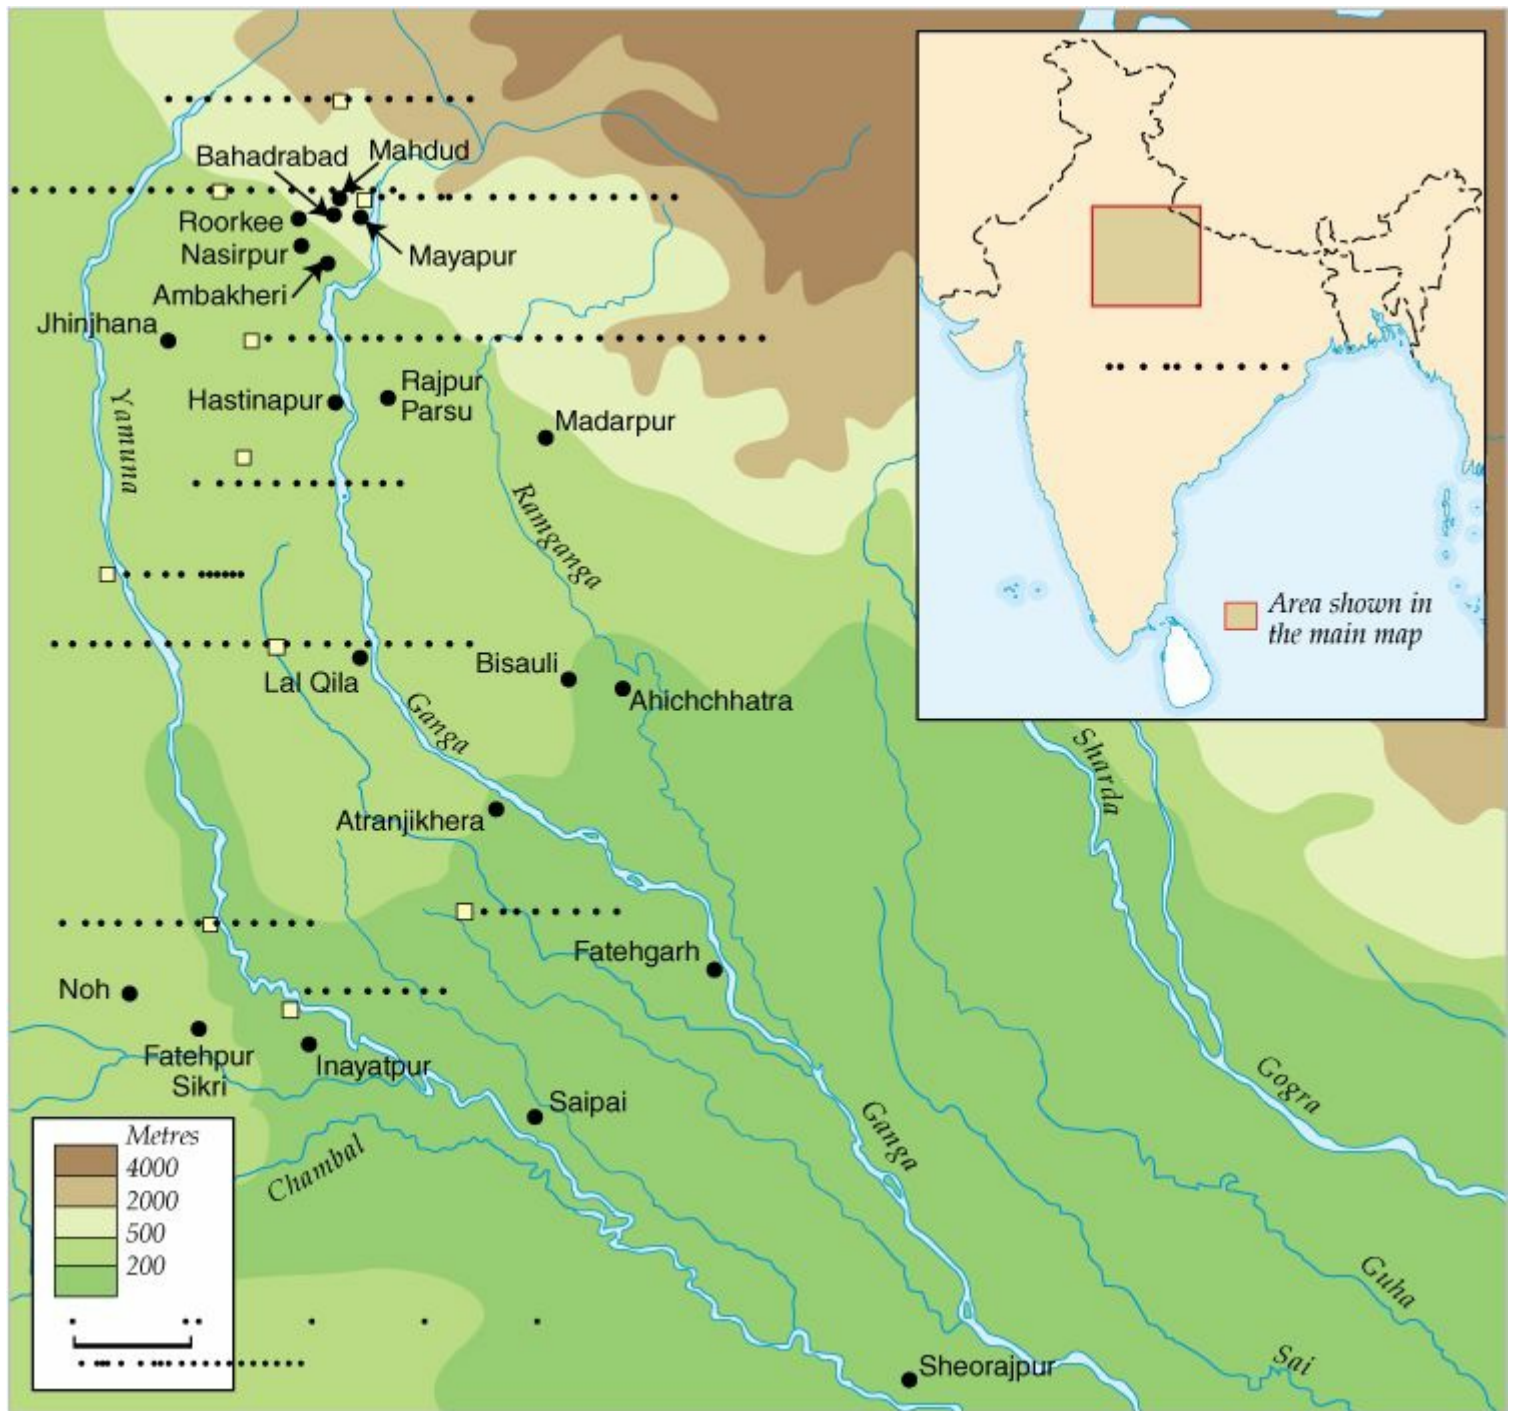 Bahadrabad
Mahdud
Roorkee
Nasirpur
Mayapur
Ambakheri
Jhinjhana
Yamuna
Hastinapur
Rajpur
Parsu
Madarpur
Ramganga
Area shown in
the main map
Lal Qila
Bisauli
Ahichchhatra
Ganga
Sharda
Atranjikhera
Fatehgarh
Noh
Fatehpur
Sikri
Inayatpur
Saipai
Gogra
Ganga
Chambal
Metres
4000
2000
500
200
Guha
Sai
Sheorajpur